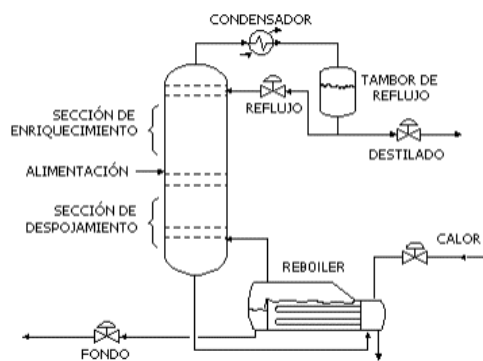 CONDENSADOR
TAMBOR DE
REFLUJO
SECCIÓN DE
ENRIQUECIMIENTO
REFLUJO
DESTILADO
ALIMENTACIÓN
SECCIÓN DE
DESPOJAMIENTO
CALOR
REBOILER
FONDO